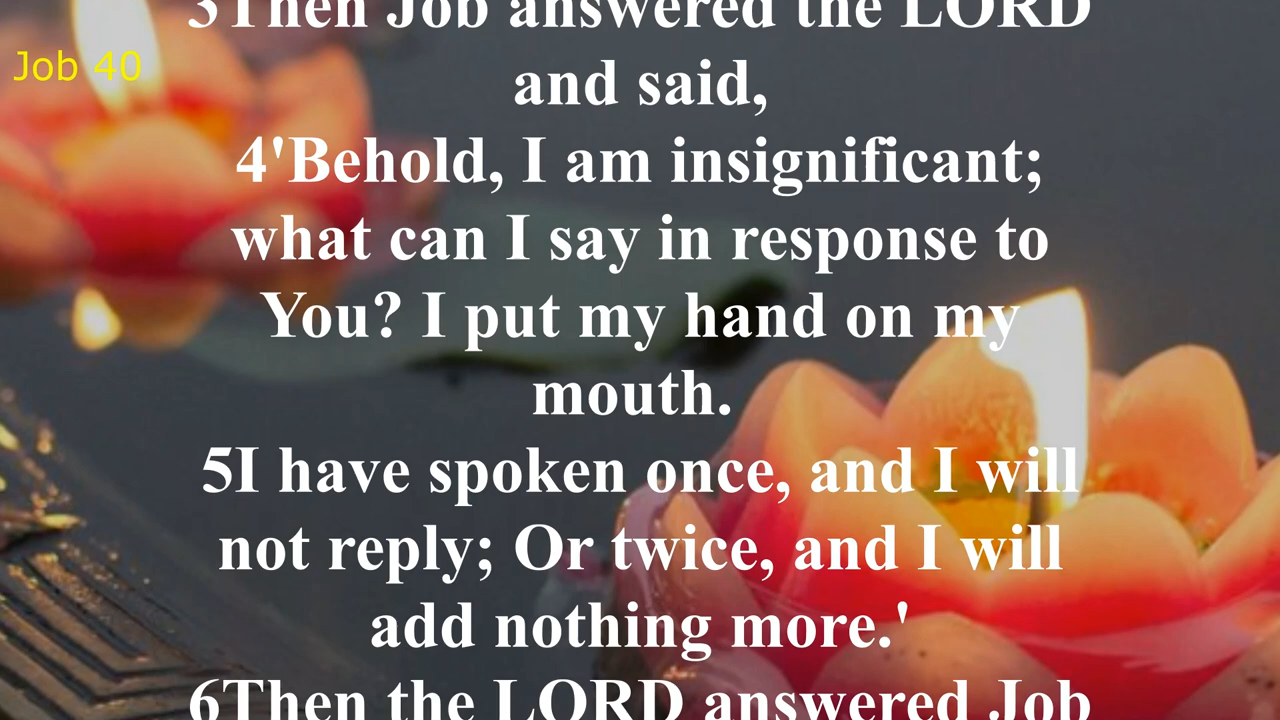 3Then Job answered the LORD
Job 40
and said,
4'Behold, I am insignificant;
what can I say in response to
You? I put my hand on my
mouth.
5I have spoken once, and I will
not reply; Or twice, and I will
add nothing more.'
6Then the LORD answered Job